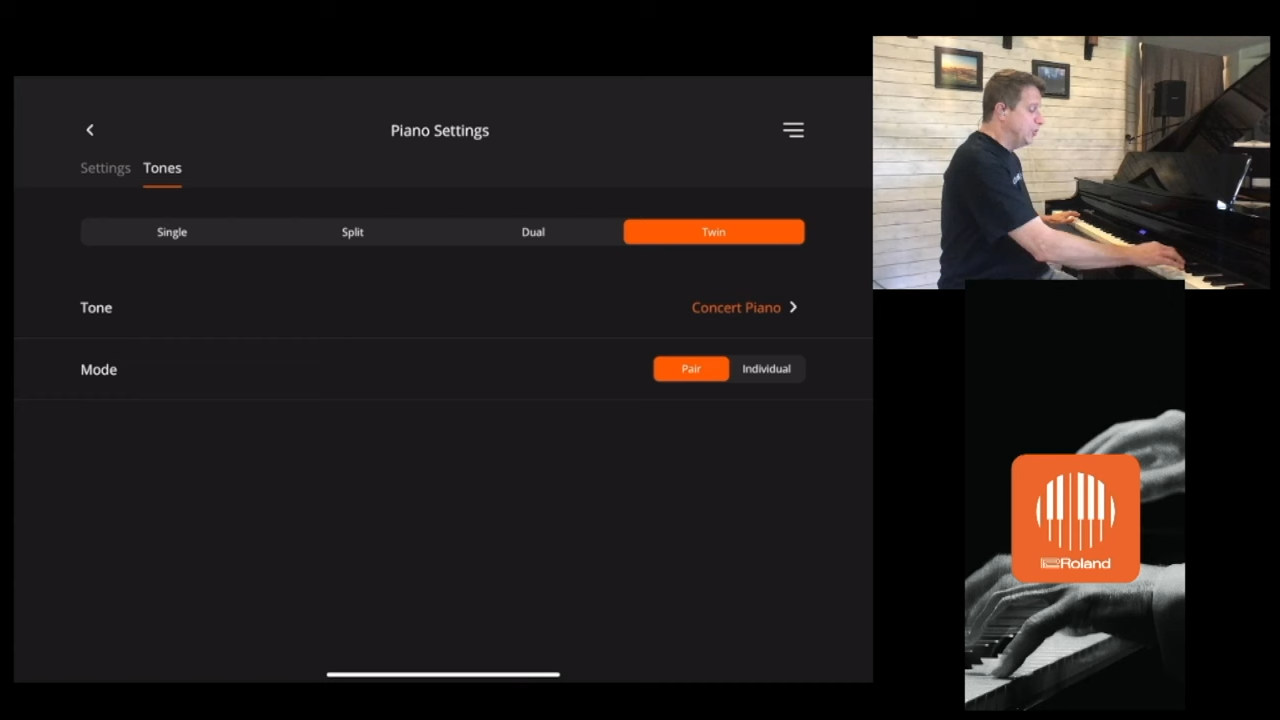 Piano Settings
Settings Tones
Single Split Dual Twin
Tone Concert Piano
Mode Pair Individual
Roland